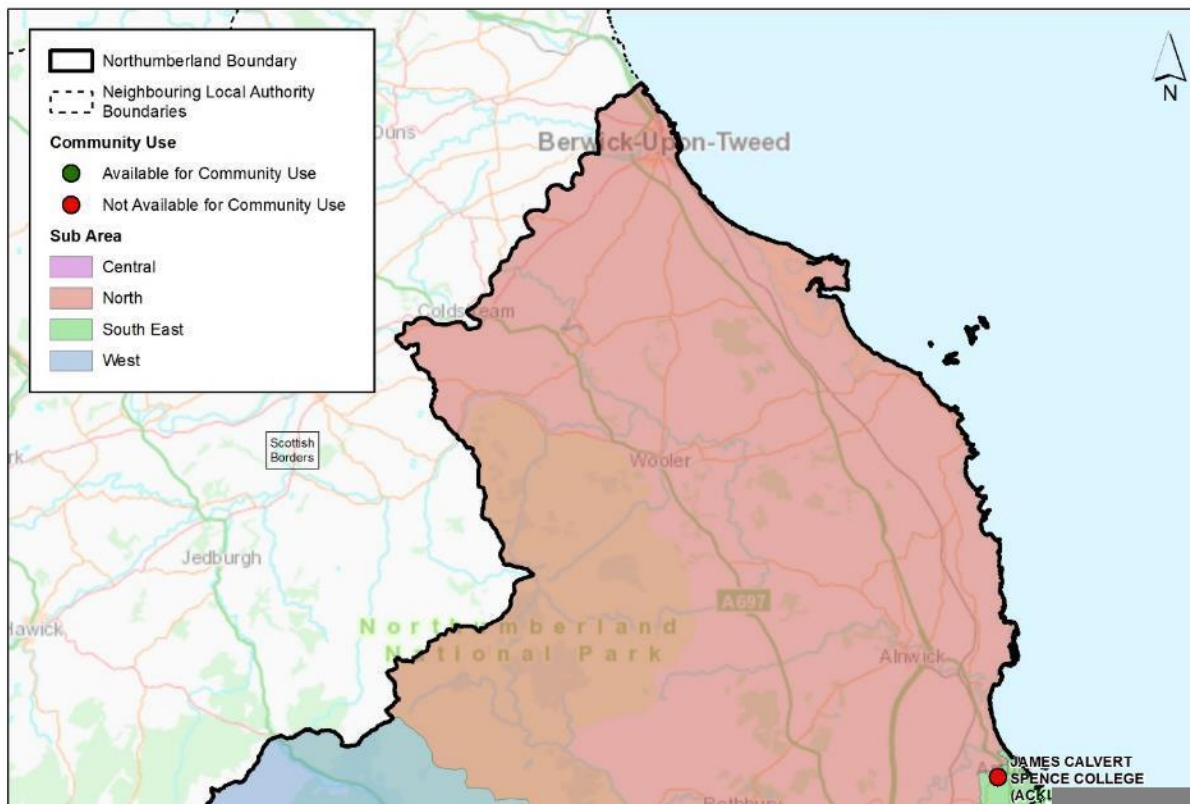 Northumberland Boundary
Neighbouring Local Authority
Boundaries
Community Use
Available for Community Use
Not Available for Community Use
Sub Area
Central
North
South East
West
N
Duns
Berwick-Upon-Tweed
Coldstream
Scottish
Borders
Wooler
Jedburgh
A697
Hawick
Northumberland
National Park
Alnwick
JAMES CALVERT
SPENCE COLLEGE
Rothbury